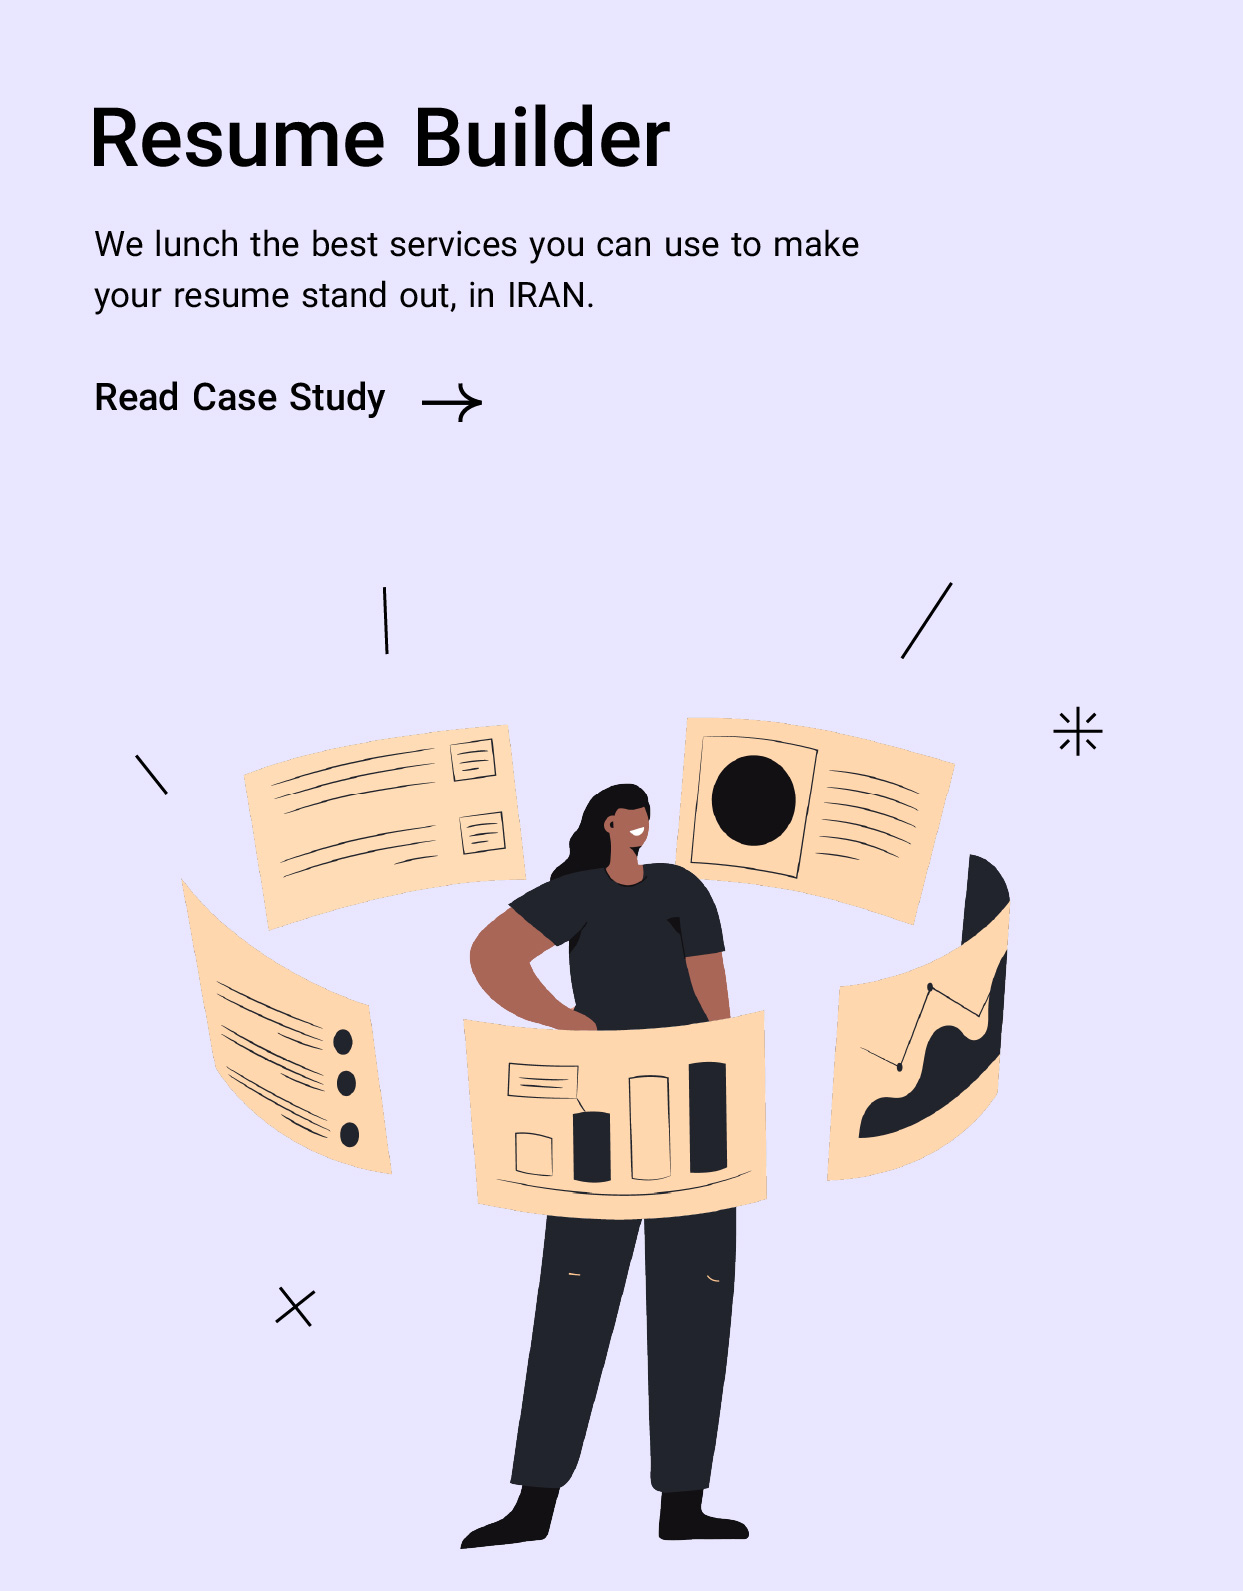 Resume Builder
We lunch the best services you can use to make
your resume stand out, in IRAN.
Read Case Study